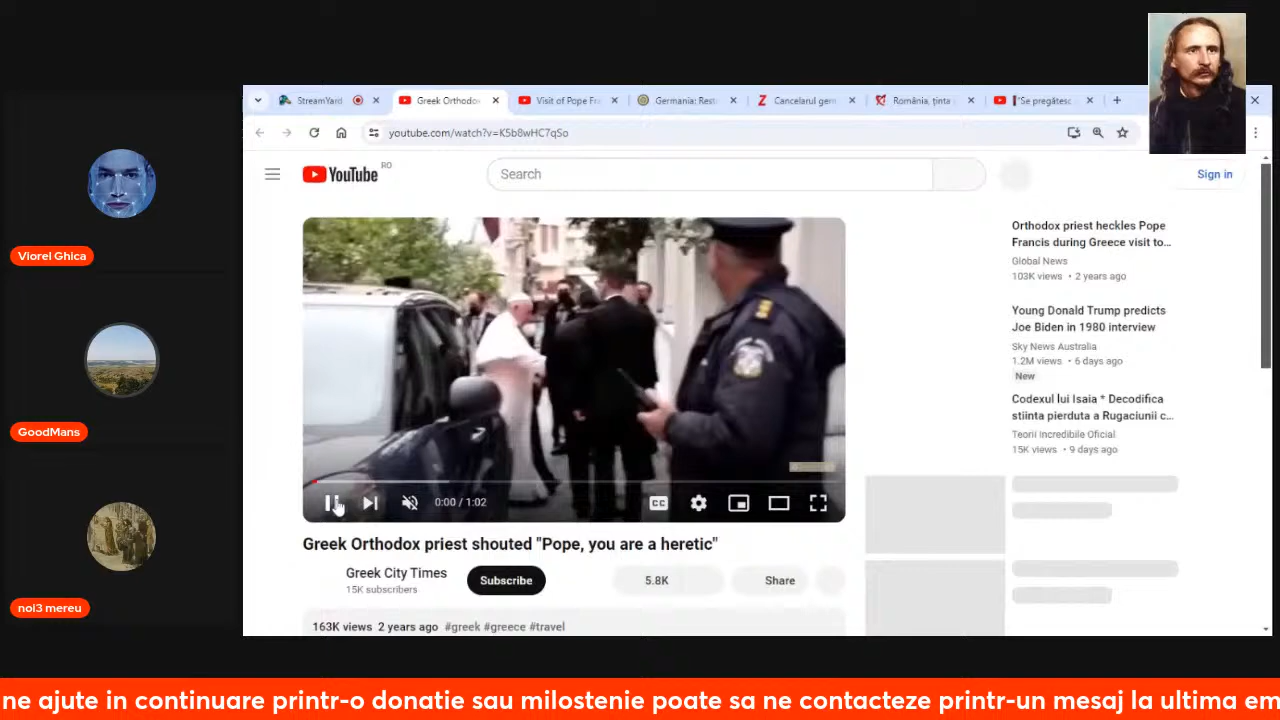 StreamYard
Greek Orthodox
Visit of Pope Fra
Germania: Rest
Cancelarul gern
România, ținta
"Se pregătesc
youtube.com/watch?v=K5b8wHC7qSo
YouTube RO
Search
Sign in
Viorel Ghica
GoodMans
noi3 mereu
0:00 / 1:02
CC
Greek Orthodox priest shouted "Pope, you are a heretic"
Greek City Times
15K subscribers
Subscribe
5.8K
Share
163K views 2 years ago #greek #greece #travel
Orthodox priest heckles Pope
Francis during Greece visit to...
Global News
103K views • 2 years ago
Young Donald Trump predicts
Joe Biden in 1980 interview
Sky News Australia
1.2M views • 6 days ago
New
Codexul lui Isaia * Decodifica
stiinta pierduta a Rugaciunii c...
Teorii Incredibile Oficial
15K views • 9 days ago
ne ajute in continuare printr-o donatie sau milostenie poate sa ne contacteze printr-un mesaj la ultima em